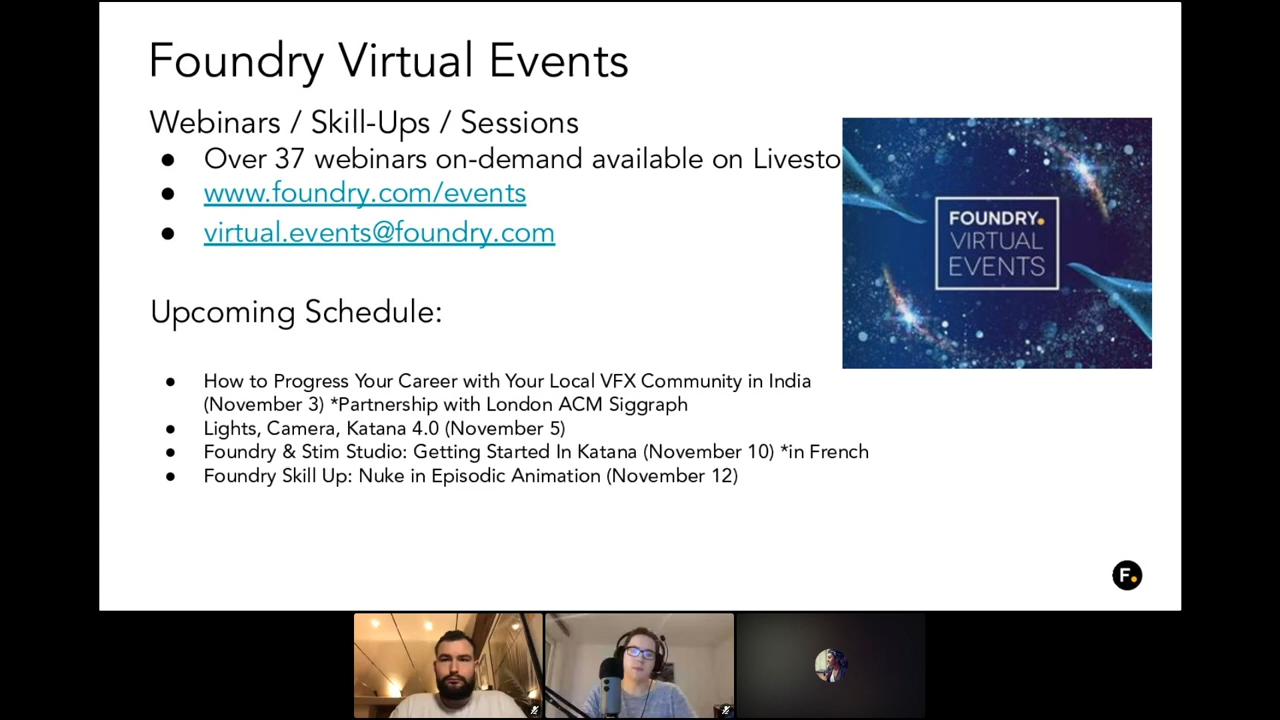 Foundry Virtual Events
Webinars / Skill-Ups / Sessions
● Over 37 webinars on-demand available on Livesto
● www.foundry.com/events
● virtual.events@foundry.com
FOUNDRY.
VIRTUAL
EVENTS
Upcoming Schedule:
● How to Progress Your Career with Your Local VFX Community in India
(November 3) *Partnership with London ACM Siggraph
● Lights, Camera, Katana 4.0 (November 5)
● Foundry & Stim Studio: Getting Started In Katana (November 10) *in French
● Foundry Skill Up: Nuke in Episodic Animation (November 12)
F.